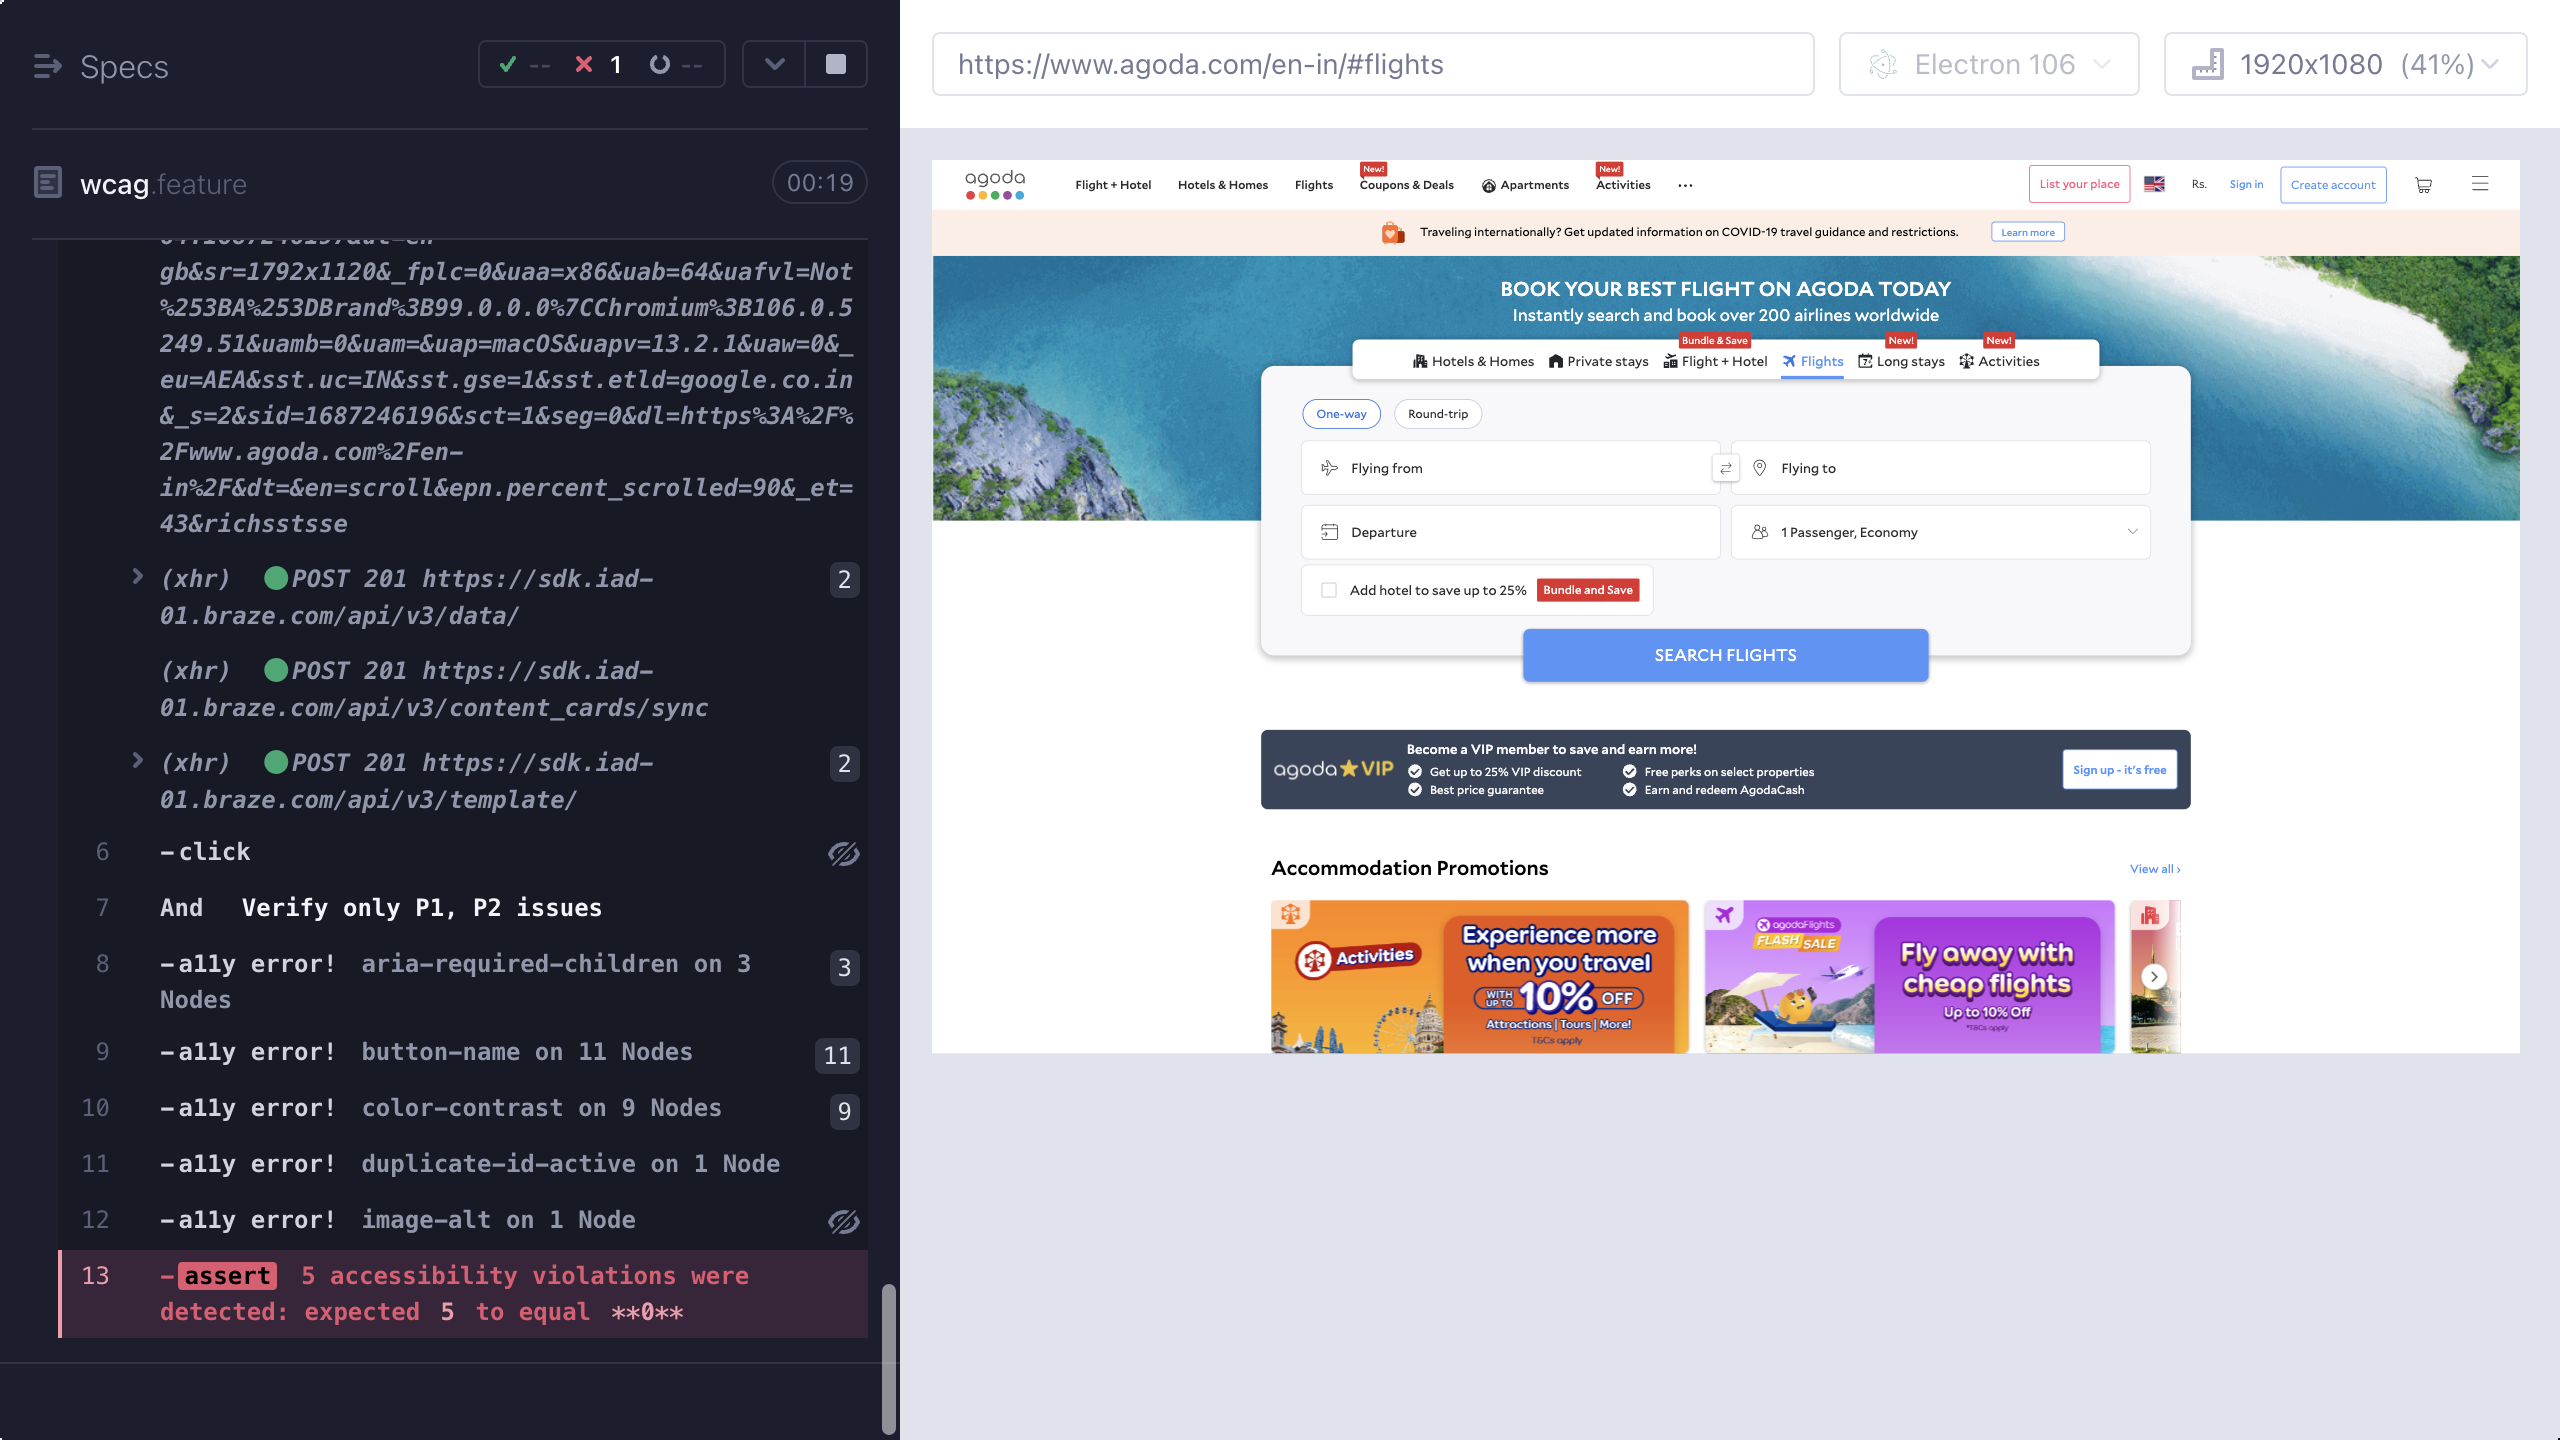 Specs
-- 1 --
wcag.feature
00:19
gb&sr=1792x1120&_fplc=0&uaa=x86&uab=64&uafvl=Not
%253BA%253DBrand%3B99.0.0.0%7CChromium%3B106.0.5
249.51&uamb=0&uam=&uap=macOS&uapv=13.2.1&uaw=0&_
eu=AEA&sst.uc=IN&sst.gse=1&sst.etld=google.co.in
&_s=2&sid=1687246196&sct=1&seg=0&dl=https%3A%2F%
2Fwww.agoda.com%2Fen-
in%2F&dt=&en=scroll&epn.percent_scrolled=90&_et=
43&richsstsse
(xhr) POST 201 https://sdk.iad-
01.braze.com/api/v3/data/
2
(xhr) POST 201 https://sdk.iad-
01.braze.com/api/v3/content_cards/sync
(xhr) POST 201 https://sdk.iad-
01.braze.com/api/v3/template/
2
6 -click
7 And Verify only P1, P2 issues
8 -a11y error! aria-required-children on 3
Nodes
3
9 -a11y error! button-name on 11 Nodes 11
10 -a11y error! color-contrast on 9 Nodes 9
11 -a11y error! duplicate-id-active on 1 Node
12 -a11y error! image-alt on 1 Node
13 -assert 5 accessibility violations were
detected: expected 5 to equal **0**
https://www.agoda.com/en-in/#flights
Electron 106
1920x1080 (41%)
agoda
Flight + Hotel
Hotels & Homes
Flights
New!
Coupons & Deals
Apartments
New!
Activities
...
List your place
Rs.
Sign in
Create account
Traveling internationally? Get updated information on COVID-19 travel guidance and restrictions.
Learn more
BOOK YOUR BEST FLIGHT ON AGODA TODAY
Instantly search and book over 200 airlines worldwide
Hotels & Homes
Private stays
Bundle & Save
Flight + Hotel
Flights
New!
Long stays
New!
Activities
One-way
Round-trip
Flying from
Flying to
Departure
1 Passenger, Economy
Add hotel to save up to 25%
Bundle and Save
SEARCH FLIGHTS
agoda VIP
Become a VIP member to save and earn more!
Get up to 25% VIP discount
Free perks on select properties
Best price guarantee
Earn and redeem AgodaCash
Sign up - it's free
Accommodation Promotions
View all ›
Activities
Experience more
when you travel
WITH UP TO 10% OFF
Attractions | Tours | More!
T&Cs apply
agodaFlights
FLASH SALE
Fly away with
cheap flights
Up to 10% Off
*T&Cs apply